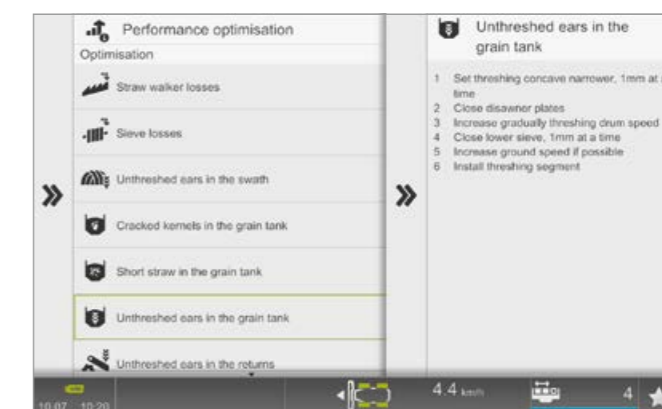 Performance optimisation
Optimisation
Straw walker losses
Sieve losses
Unthreshed ears in the swath
Cracked kernels in the grain tank
Short straw in the grain tank
Unthreshed ears in the grain tank
Unthreshed ears in the returns
Unthreshed ears in the
grain tank
1 Set threshing concave narrower, 1mm at a
time
2 Close disawner plates
3 Increase gradually threshing drum speed
4 Close lower sieve, 1mm at a time
5 Increase ground speed if possible
6 Install threshing segment
10.07 10:20
4.4 km/h
4